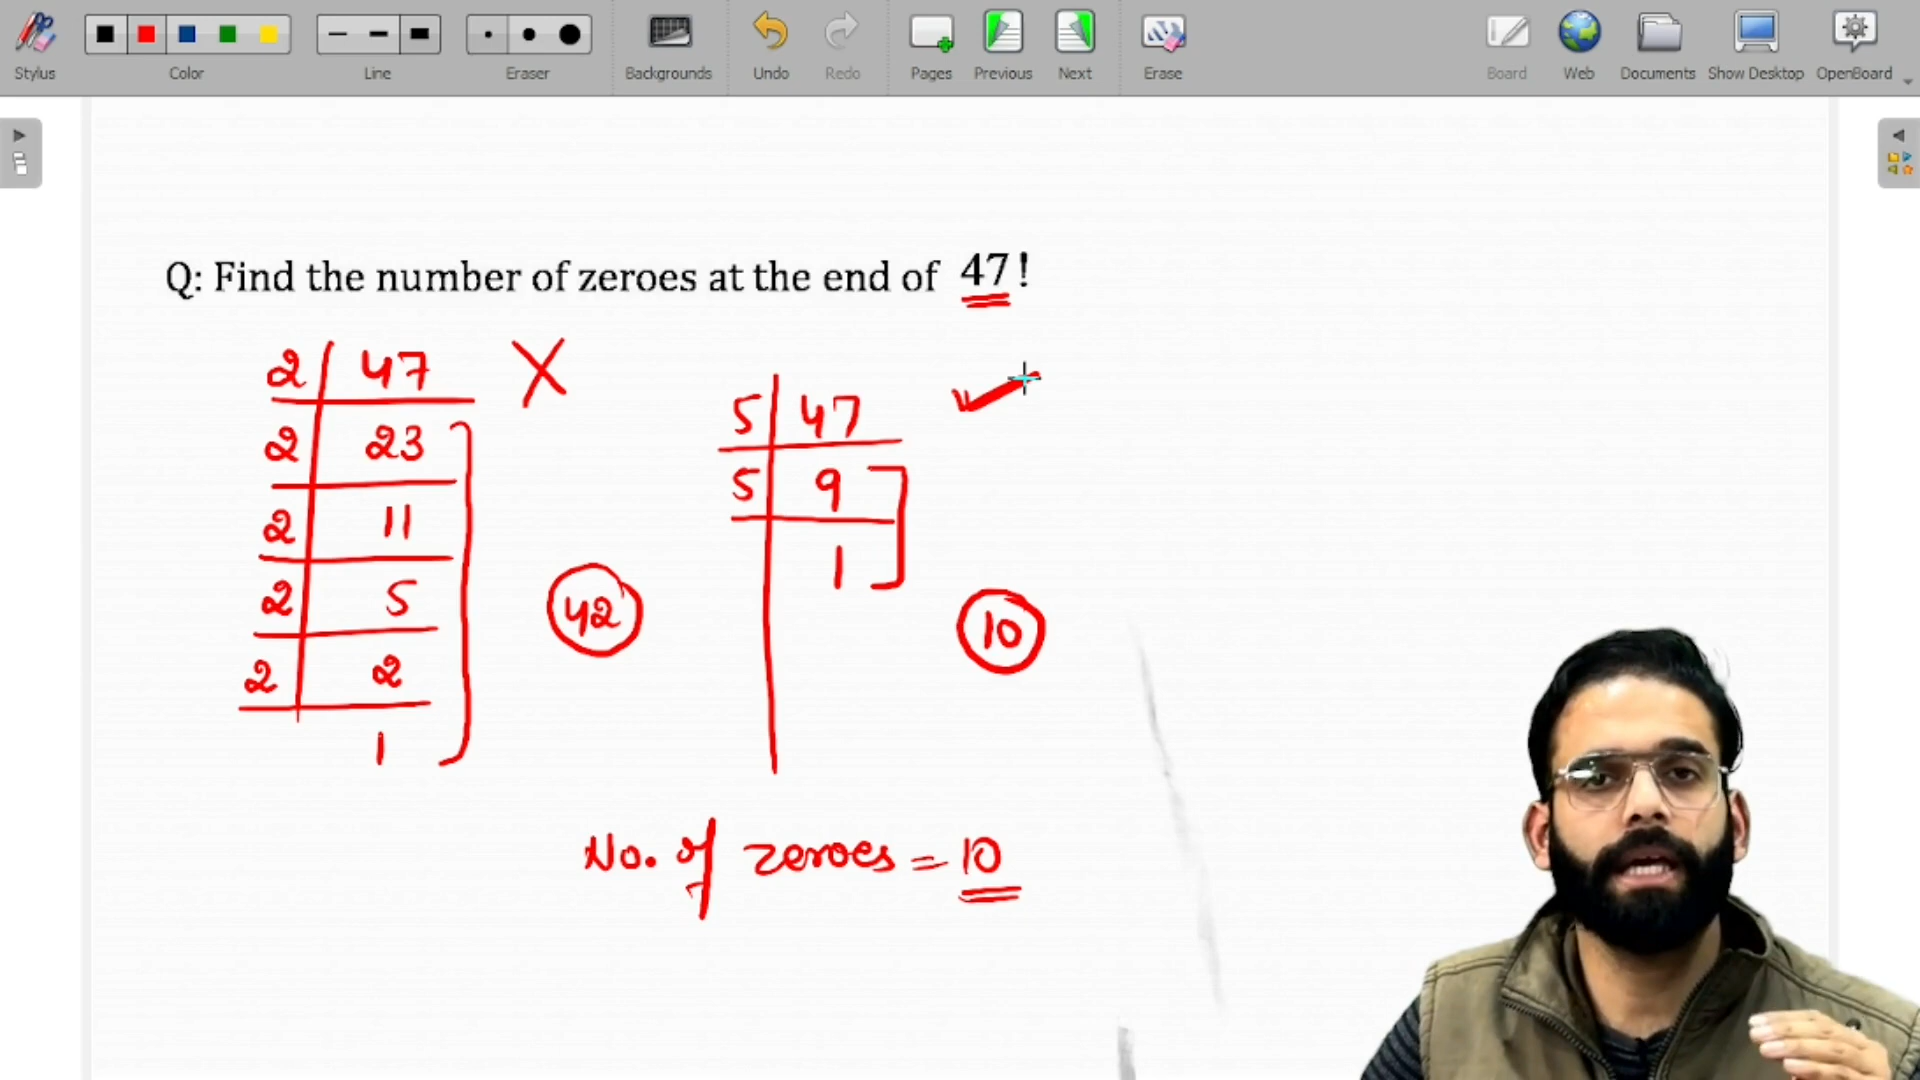 Stylus Color Line Eraser Backgrounds Undo Redo Pages Previous Next Erase Board Web Documents Show Desktop OpenBoard
Q: Find the number of zeroes at the end of 47!
2 47 X
2 23
2 11
2 5
2 2
1
42
5 47
5 9
1
10
No. of zeroes = 10